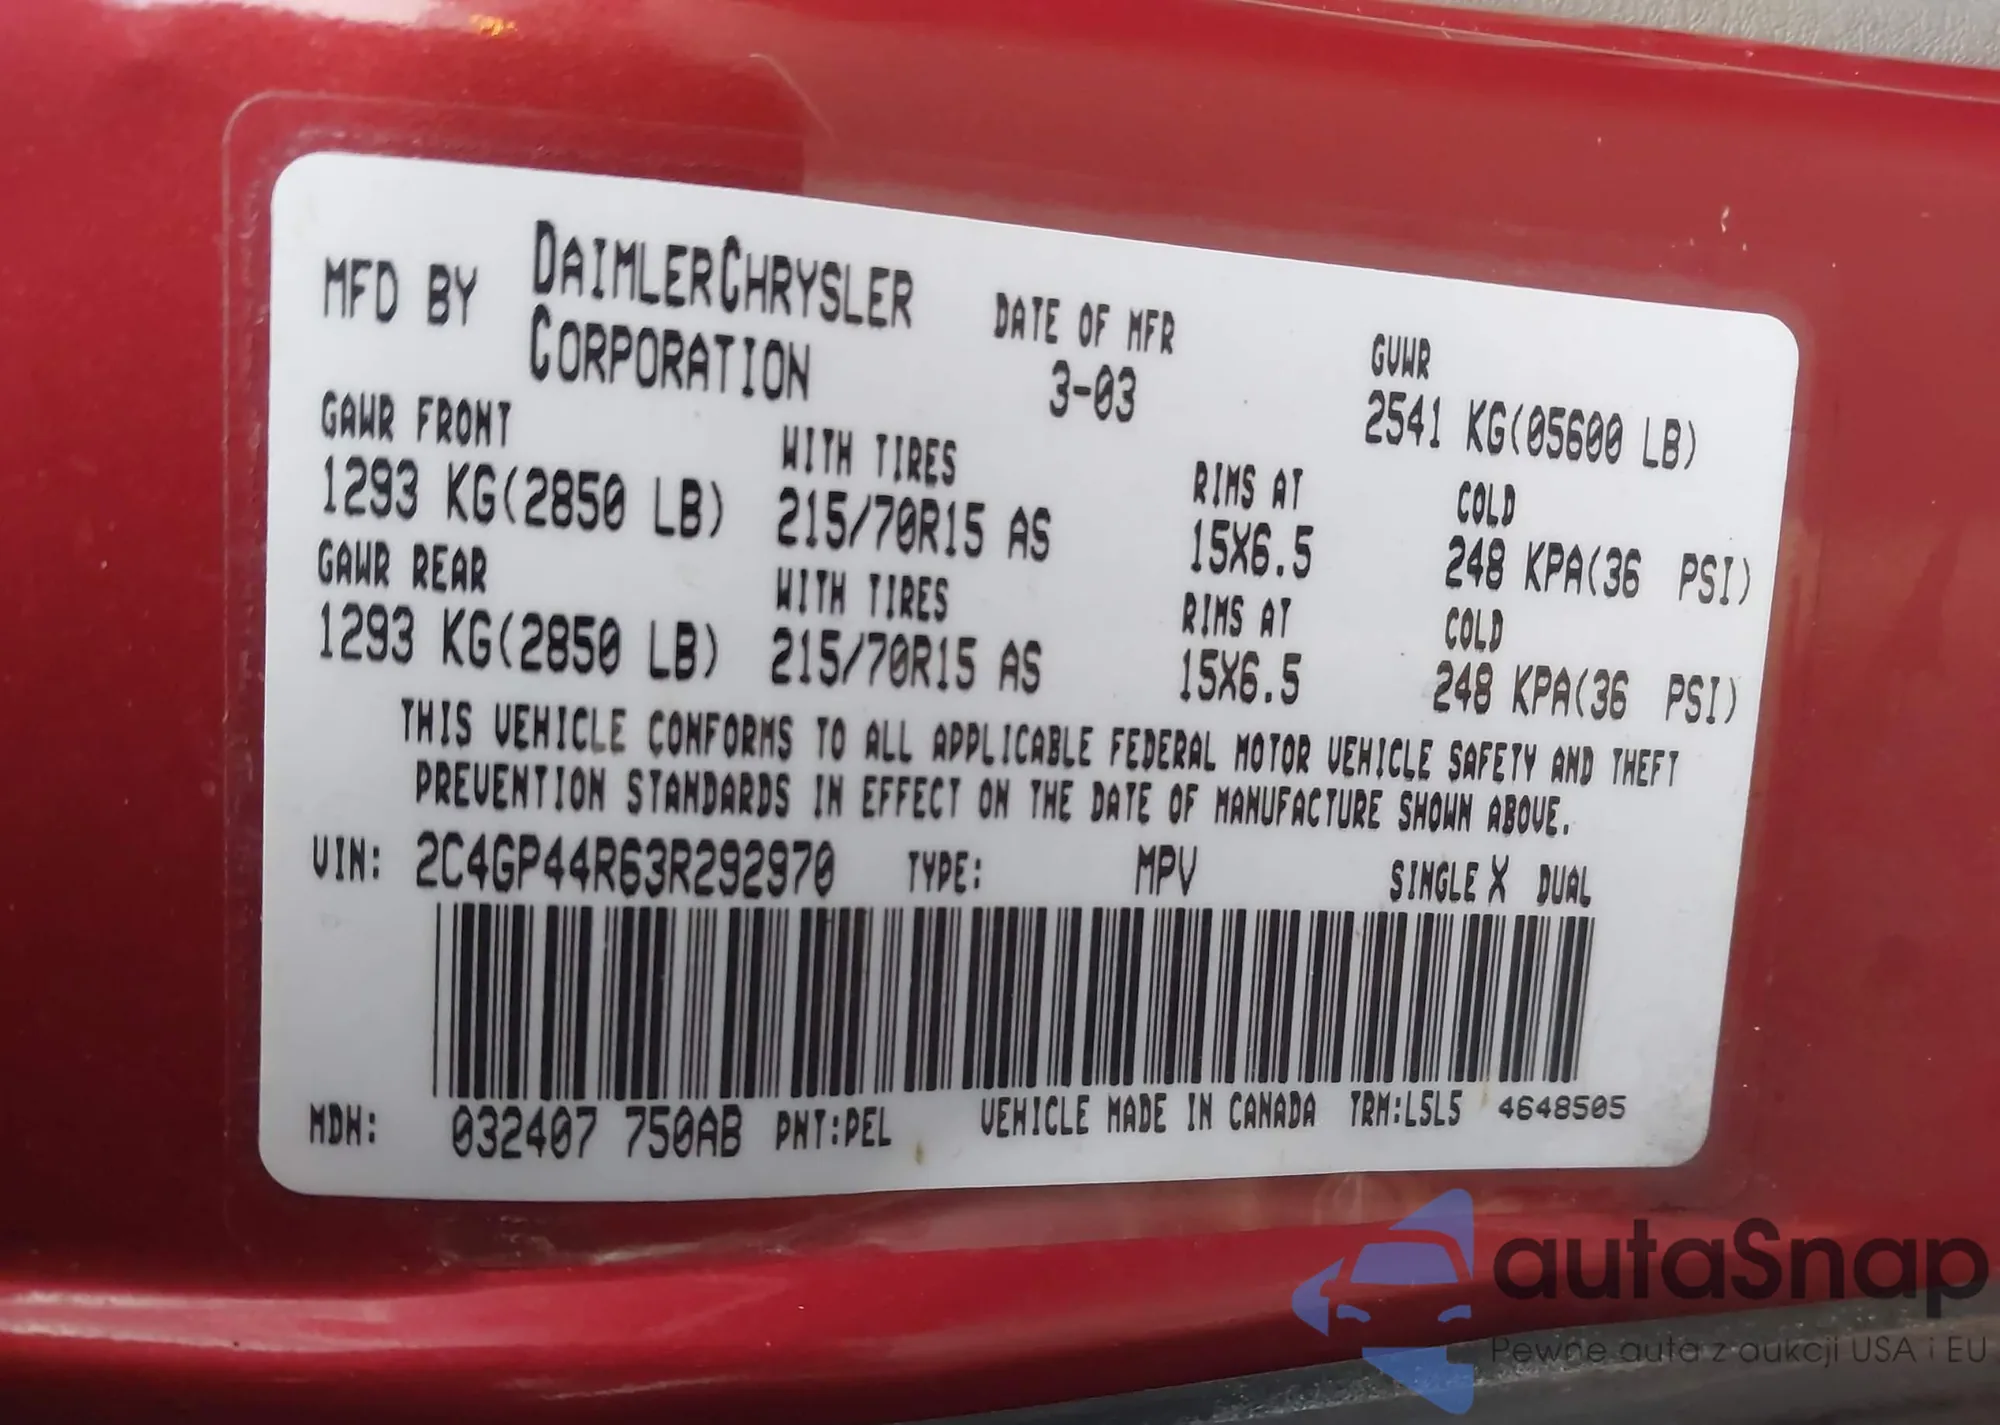 MFD BY DAIMLERCHRYSLER CORPORATION DATE OF MFR 3-03 GVWR 2541 KG(05600 LB)
GAWR FRONT WITH TIRES RIMS AT COLD
1293 KG(2850 LB) 215/70R15 AS 15X6.5 248 KPA(36 PSI)
GAWR REAR WITH TIRES RIMS AT COLD
1293 KG(2850 LB) 215/70R15 AS 15X6.5 248 KPA(36 PSI)
THIS VEHICLE CONFORMS TO ALL APPLICABLE FEDERAL MOTOR VEHICLE SAFETY AND THEFT
PREVENTION STANDARDS IN EFFECT ON THE DATE OF MANUFACTURE SHOWN ABOVE.
VIN: 2C4GP44R63R292970 TYPE: MPV SINGLE X DUAL
MDH: 032407 750AB PNT:PEL VEHICLE MADE IN CANADA TRM:L5L5 4648505
autaSnap
Pewne auta z aukcji USA i EU